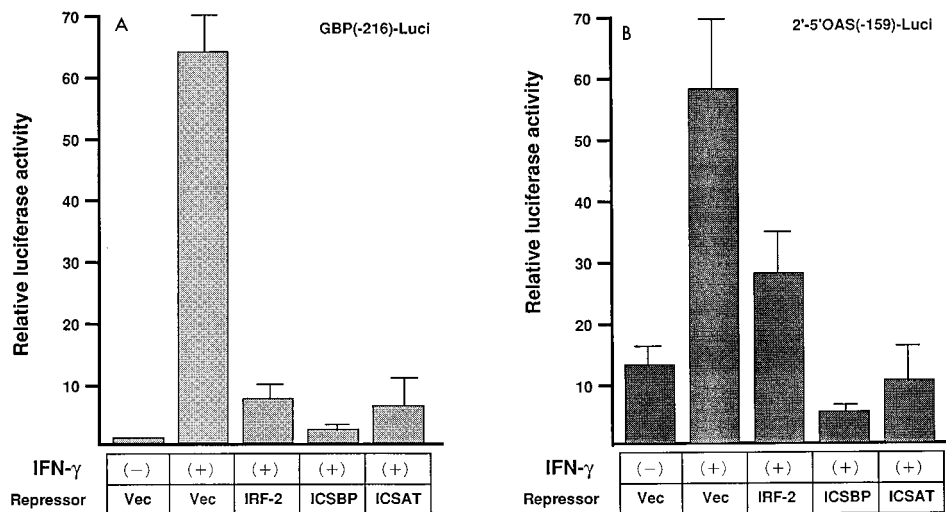 A
GBP(-216)-Luci
Relative luciferase activity
70
60
50
40
30
20
10
IFN-γ (−) (+) (+) (+) (+)
Repressor Vec Vec IRF-2 ICSBP ICSAT
B
2'-5'OAS(-159)-Luci
Relative luciferase activity
70
60
50
40
30
20
10
IFN-γ (−) (+) (+) (+) (+)
Repressor Vec Vec IRF-2 ICSBP ICSAT